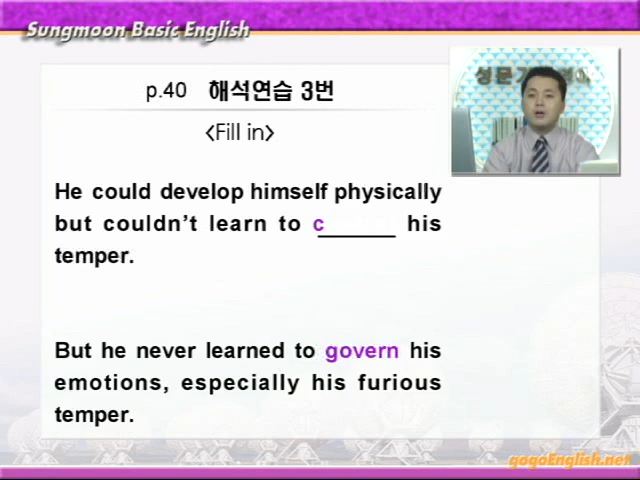 Sungmoon Basic English
p.40 해석연습 3번
<Fill in>
He could develop himself physically
but couldn't learn to c______ his
temper.
But he never learned to govern his
emotions, especially his furious
temper.
gogoEnglish.net